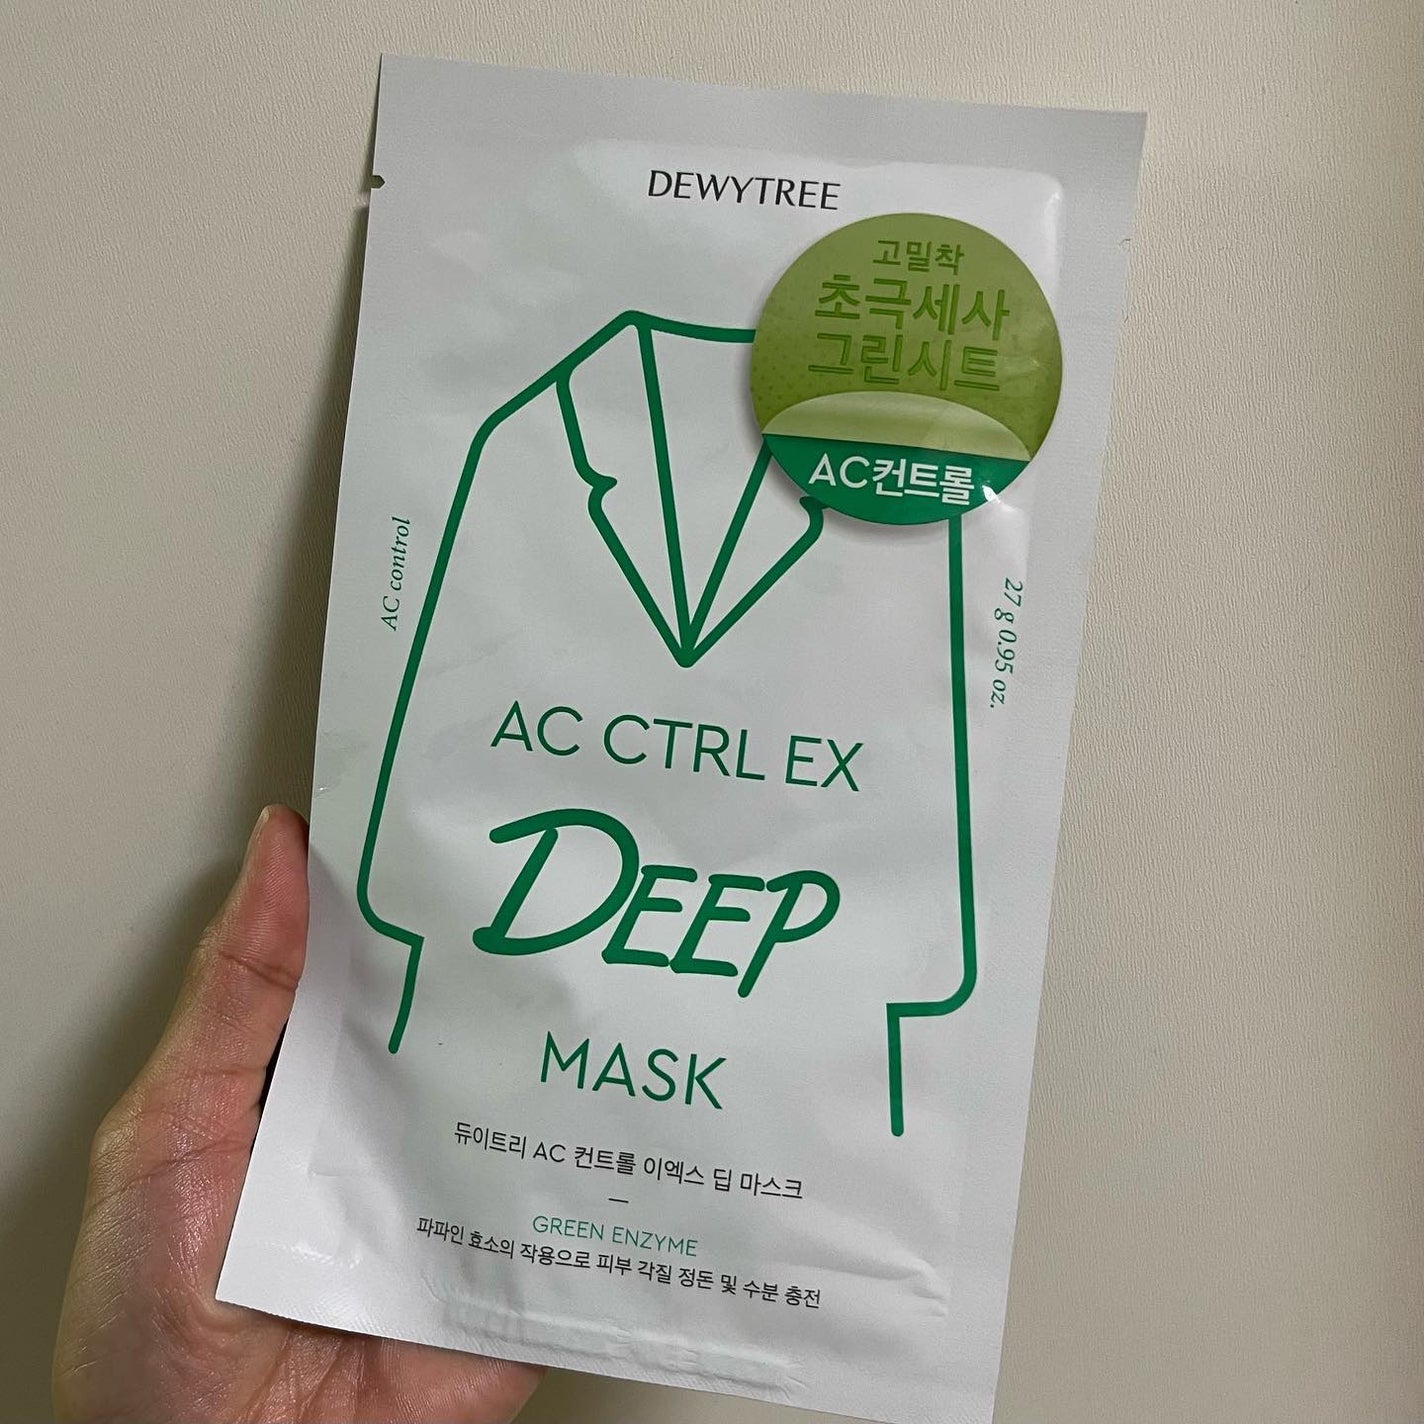 DEWYTREE
고밀착
초극세사
그린시트
AC컨트롤
AC control
27 g 0.95 oz.
AC CTRL EX
DEEP
MASK
듀이트리 AC 컨트롤 이엑스 딥 마스크
GREEN ENZYME
파파인 효소의 작용으로 피부 각질 정돈 및 수분 충전